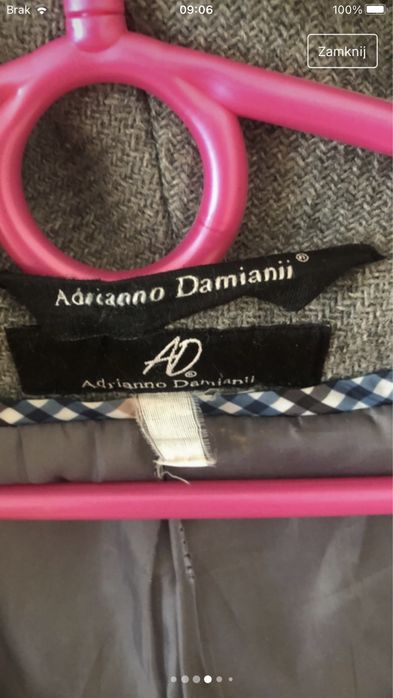 Brak
09:06
100%
Zamknij
Adrianno Damianii®
AD®
Adrianno Damianii